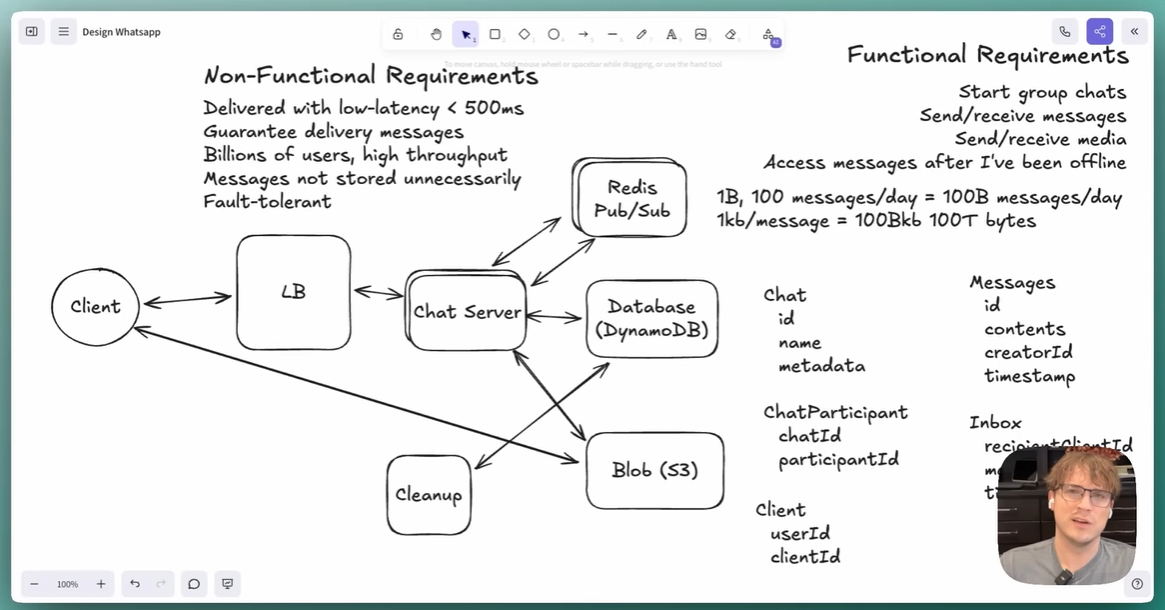 Design Whatsapp
To move canvas, hold mouse wheel or spacebar while dragging, or use the hand tool
Non-Functional Requirements
Delivered with low-latency < 500ms
Guarantee delivery messages
Billions of users, high throughput
Messages not stored unnecessarily
Fault-tolerant
Functional Requirements
Start group chats
Send/receive messages
Send/receive media
Access messages after I've been offline
1B, 100 messages/day = 100B messages/day
1kb/message = 100Bkb 100T bytes
Client
LB
Chat Server
Redis
Pub/Sub
Database
(DynamoDB)
Blob (S3)
Cleanup
Chat
id
name
metadata
ChatParticipant
chatId
participantId
Client
userId
clientId
Messages
id
contents
creatorId
timestamp
Inbox
recipientClientId
100%